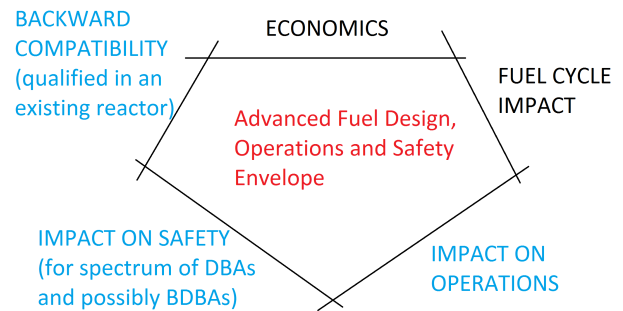 BACKWARD
COMPATIBILITY
(qualified in an
existing reactor)
ECONOMICS
FUEL CYCLE
IMPACT
Advanced Fuel Design,
Operations and Safety
Envelope
IMPACT ON SAFETY
(for spectrum of DBAs
and possibly BDBAs)
IMPACT ON
OPERATIONS